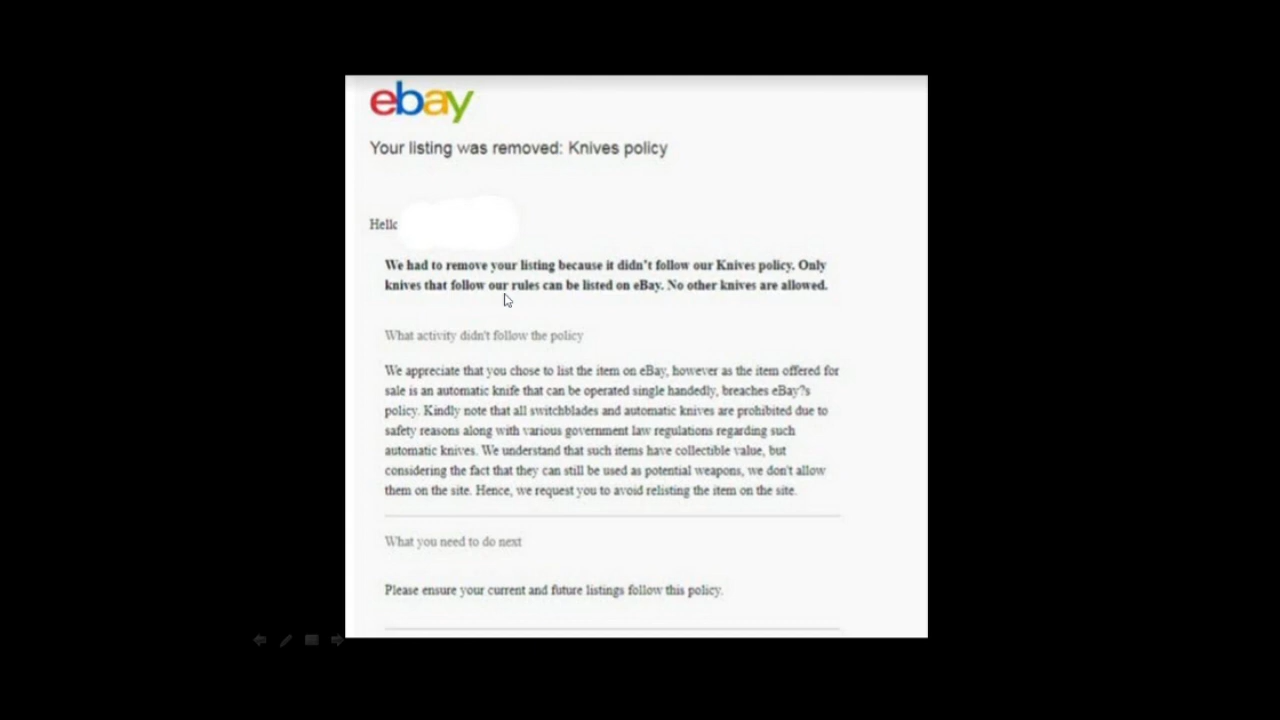 ebay
Your listing was removed: Knives policy
Hello
We had to remove your listing because it didn't follow our Knives policy. Only
knives that follow our rules can be listed on eBay. No other knives are allowed.
What activity didn't follow the policy
We appreciate that you chose to list the item on eBay, however as the item offered for
sale is an automatic knife that can be operated single handedly, breaches eBay?s
policy. Kindly note that all switchblades and automatic knives are prohibited due to
safety reasons along with various government law regulations regarding such
automatic knives. We understand that such items have collectible value, but
considering the fact that they can still be used as potential weapons, we don't allow
them on the site. Hence, we request you to avoid relisting the item on the site.
What you need to do next
Please ensure your current and future listings follow this policy.